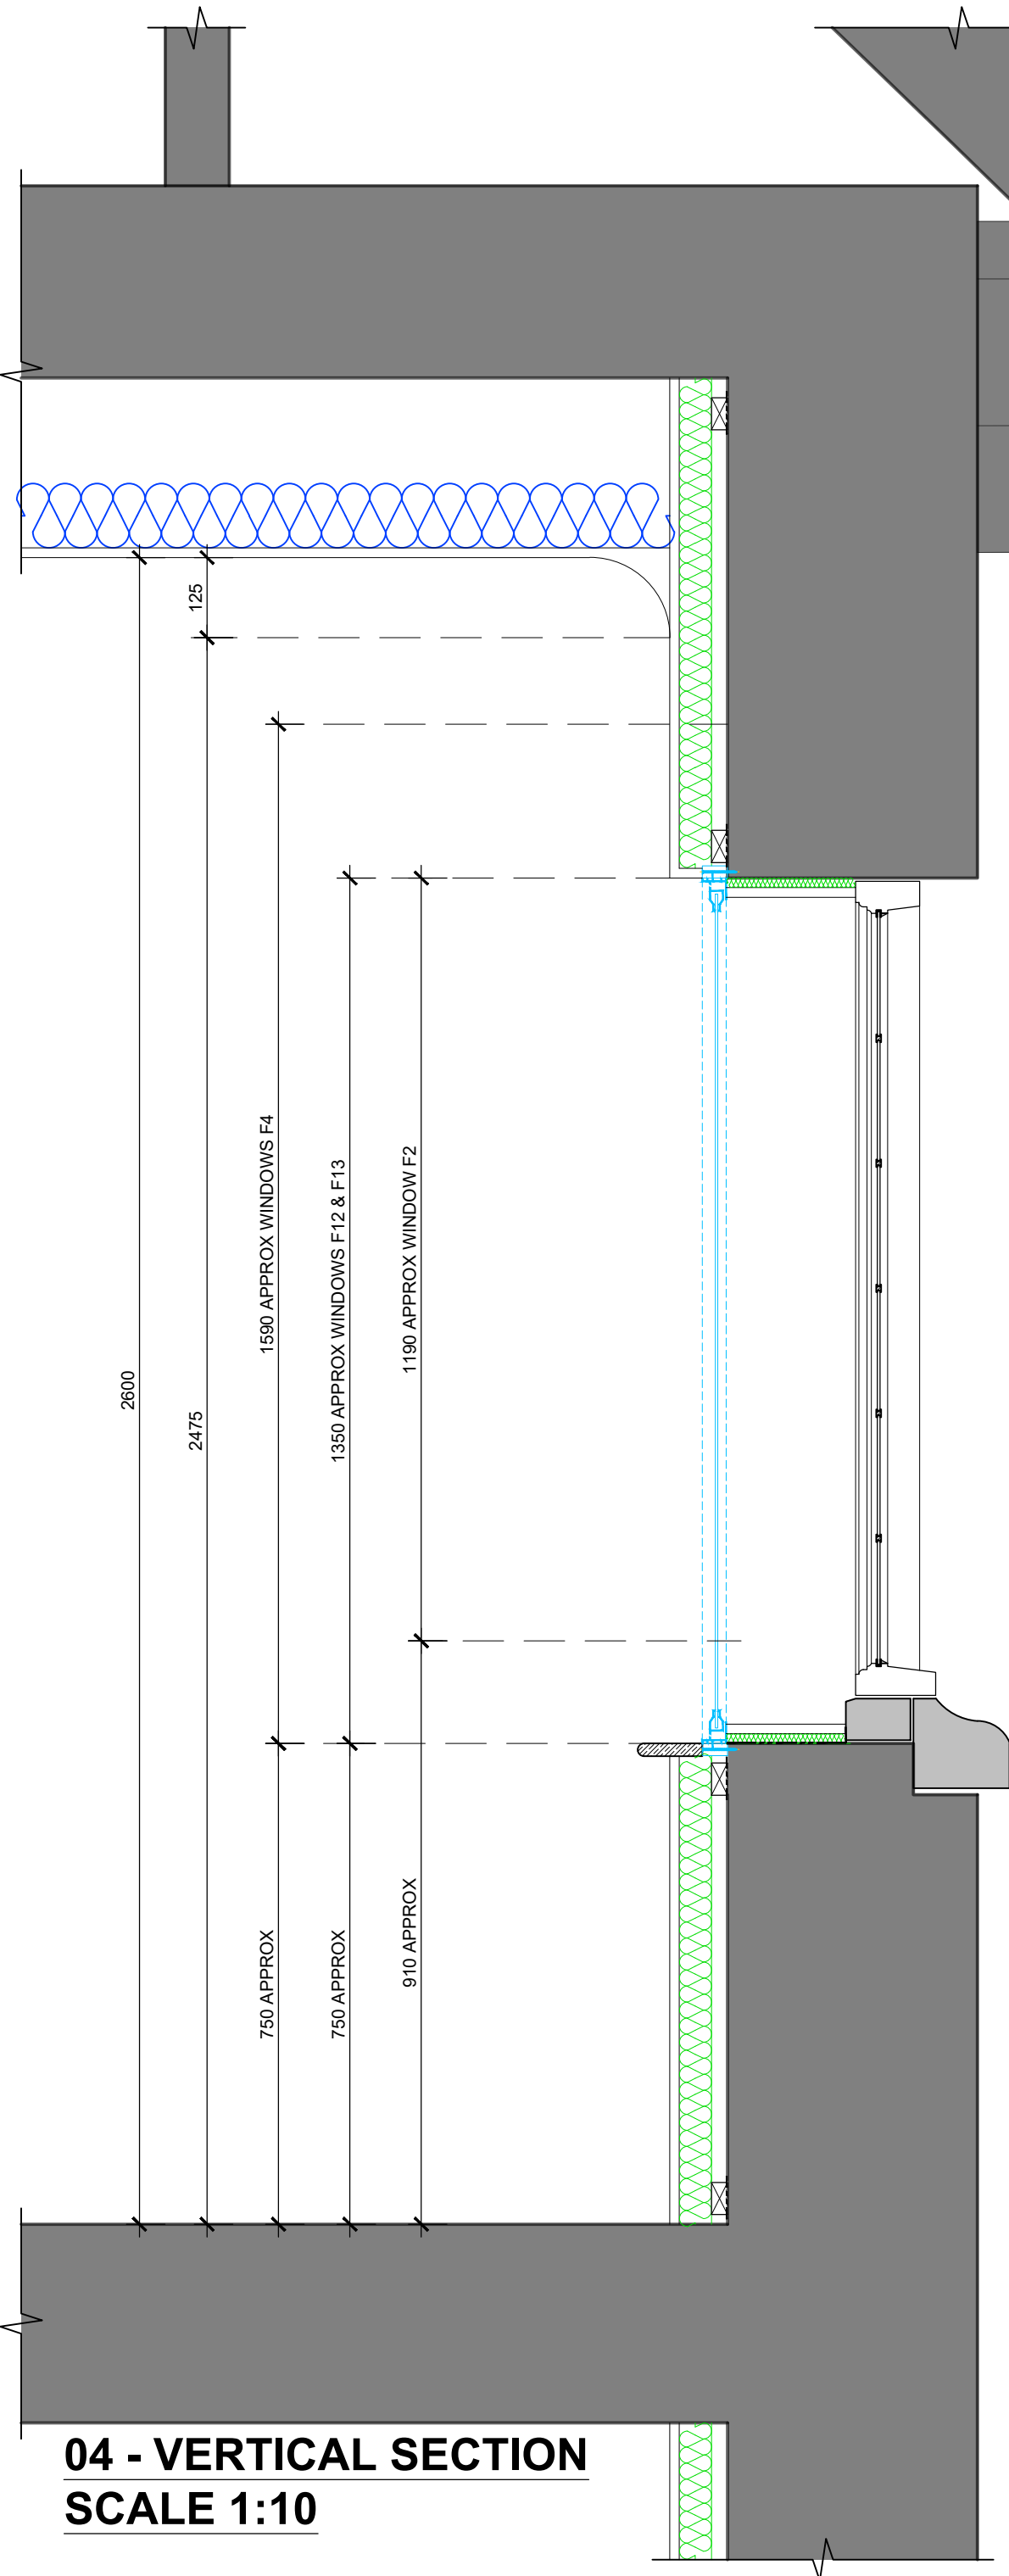 125
1590 APPROX WINDOWS F4
1350 APPROX WINDOWS F12 & F13
1190 APPROX WINDOW F2
2600
2475
750 APPROX
750 APPROX
910 APPROX
04 - VERTICAL SECTION
SCALE 1:10